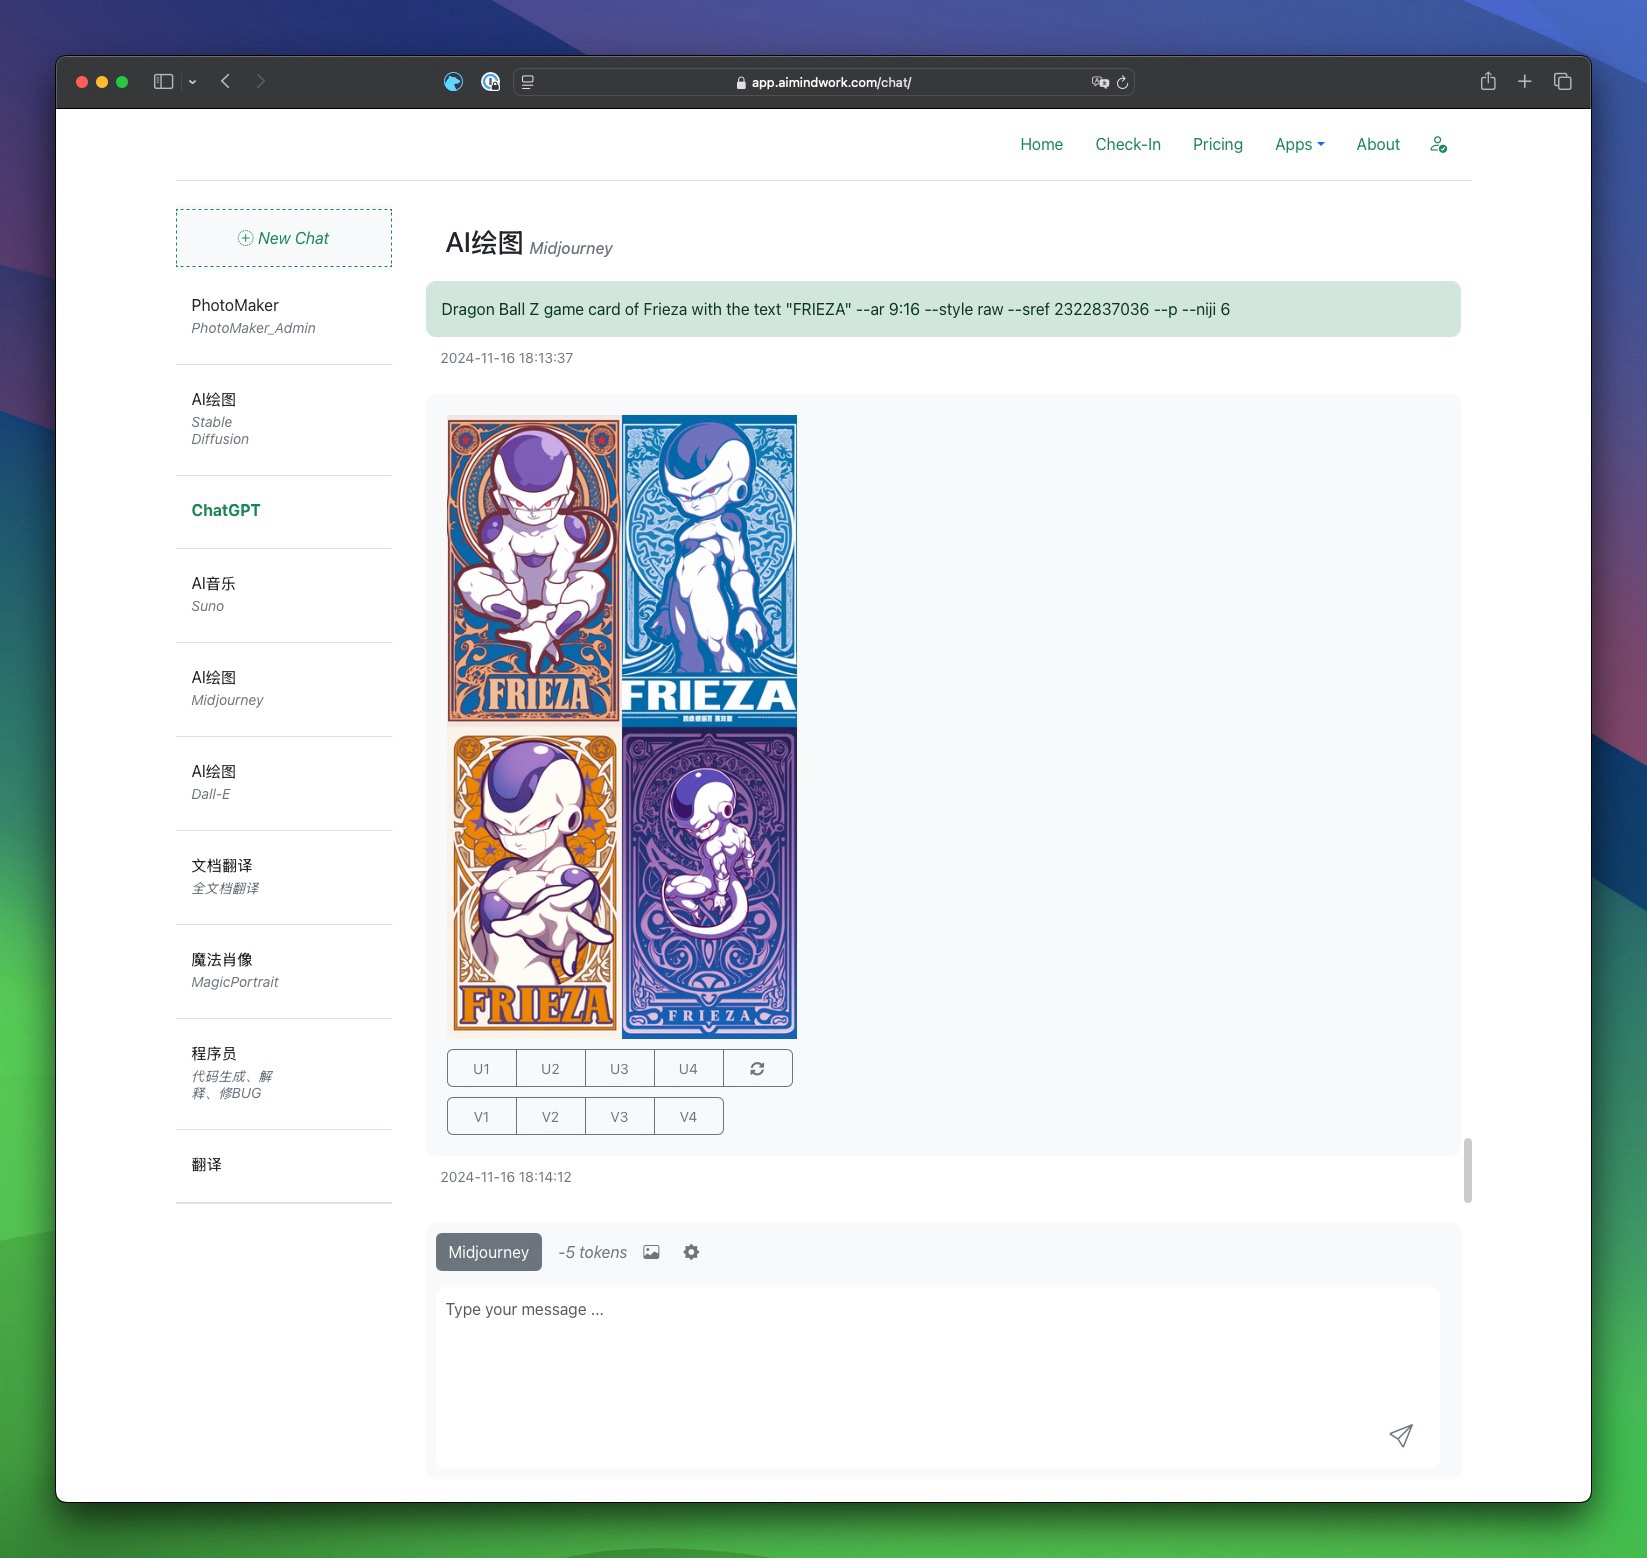 app.aimindwork.com/chat/
Home Check-In Pricing Apps About
New Chat
PhotoMaker
PhotoMaker_Admin
AI绘图
Stable
Diffusion
ChatGPT
AI音乐
Suno
AI绘图
Midjourney
AI绘图
Dall-E
文档翻译
全文档翻译
魔法肖像
MagicPortrait
程序员
代码生成、解
释、修BUG
翻译
AI绘图 Midjourney
Dragon Ball Z game card of Frieza with the text "FRIEZA" --ar 9:16 --style raw --sref 2322837036 --p --niji 6
2024-11-16 18:13:37
FRIEZA
FRIEZA
FRIEZA
FRIEZA
U1 U2 U3 U4
V1 V2 V3 V4
2024-11-16 18:14:12
Midjourney -5 tokens
Type your message ...